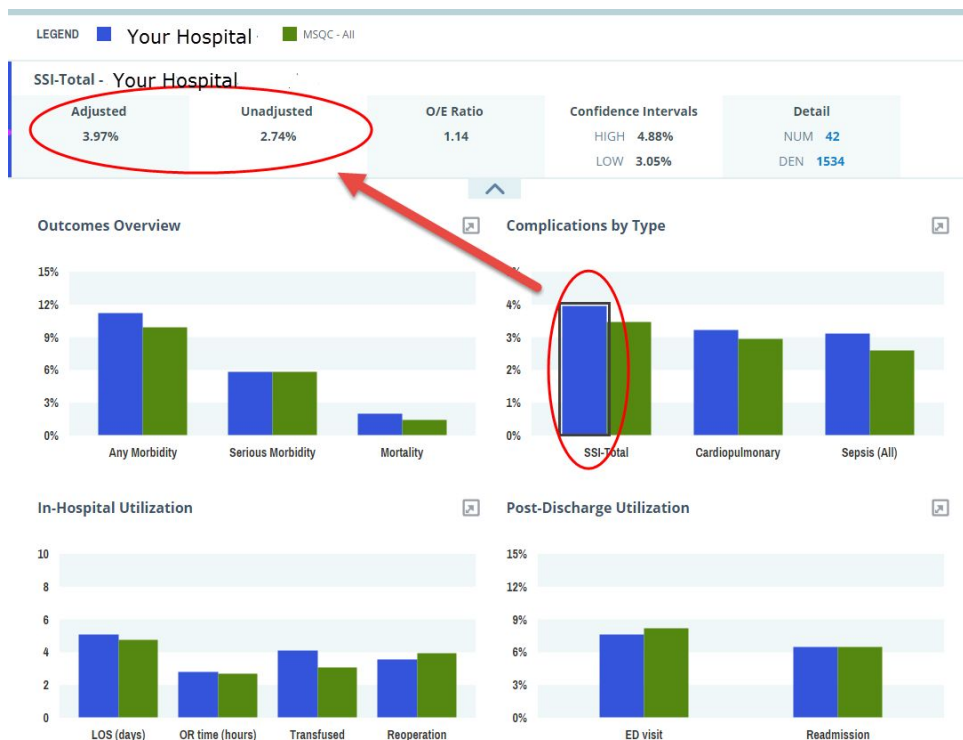 LEGEND Your Hospital MSQC - All
SSI-Total - Your Hospital
Adjusted Unadjusted O/E Ratio Confidence Intervals Detail
3.97% 2.74% 1.14 HIGH 4.88% NUM 42
LOW 3.05% DEN 1534
Outcomes Overview
15%
12%
9%
6%
3%
0%
Any Morbidity Serious Morbidity Mortality
Complications by Type
4%
3%
2%
1%
0%
SSI-Total Cardiopulmonary Sepsis (All)
In-Hospital Utilization
10
8
6
4
2
0
LOS (days) OR time (hours) Transfused Reoperation
Post-Discharge Utilization
15%
12%
9%
6%
3%
0%
ED visit Readmission